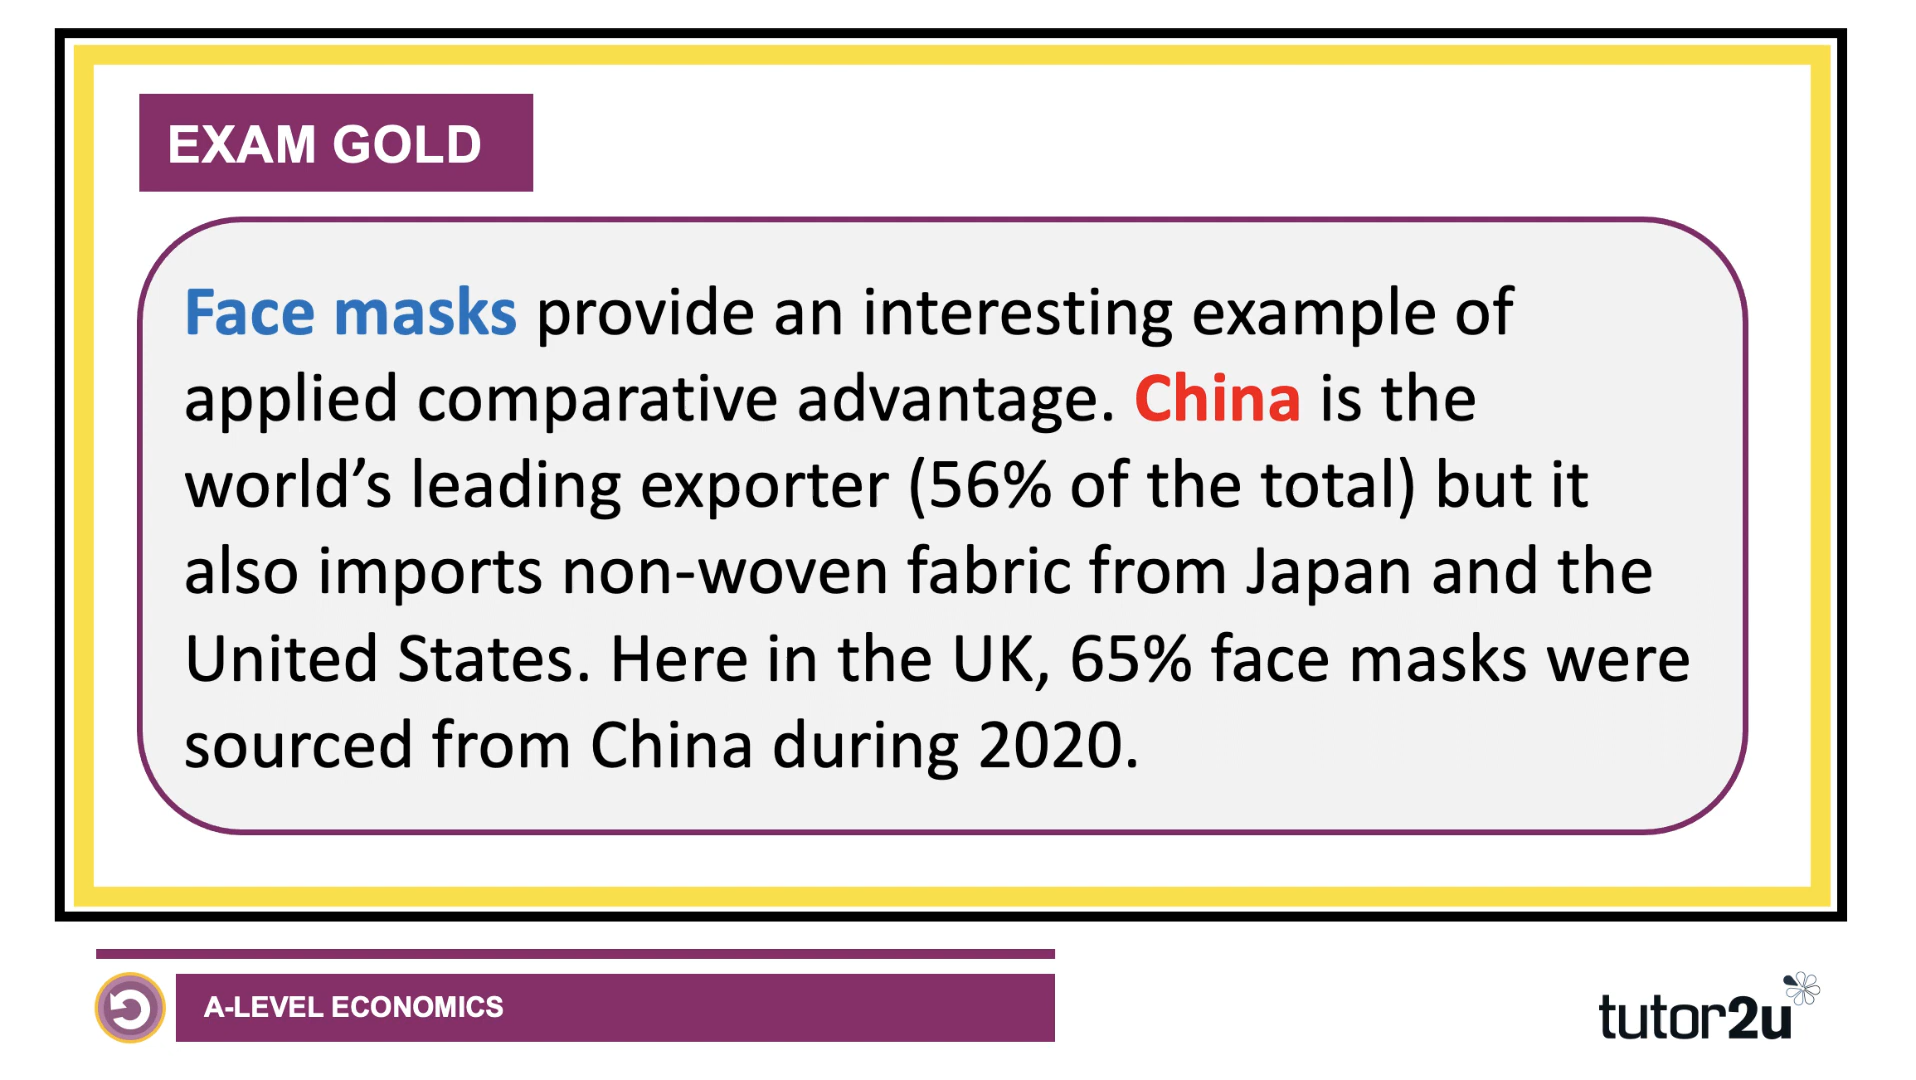 EXAM GOLD
Face masks provide an interesting example of
applied comparative advantage. China is the
world’s leading exporter (56% of the total) but it
also imports non-woven fabric from Japan and the
United States. Here in the UK, 65% face masks were
sourced from China during 2020.
A-LEVEL ECONOMICS
tutor2u